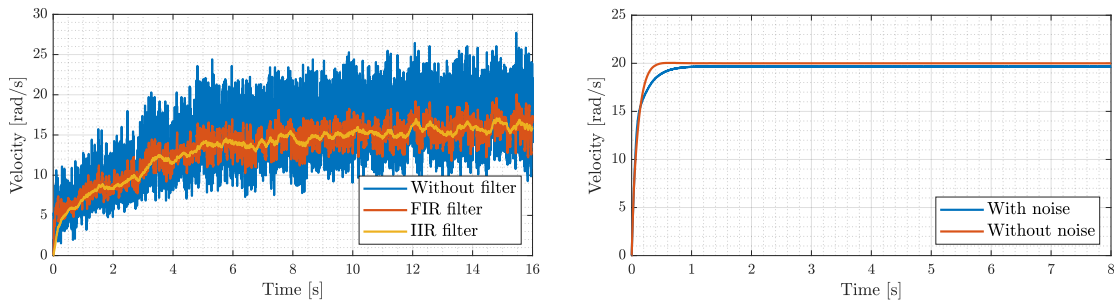 30
25
20
15
10
5
0
Velocity [rad/s]
0 2 4 6 8 10 12 14 16
Time [s]
Without filter
FIR filter
IIR filter
25
20
15
10
5
0
Velocity [rad/s]
0 1 2 3 4 5 6 7 8
Time [s]
With noise
Without noise